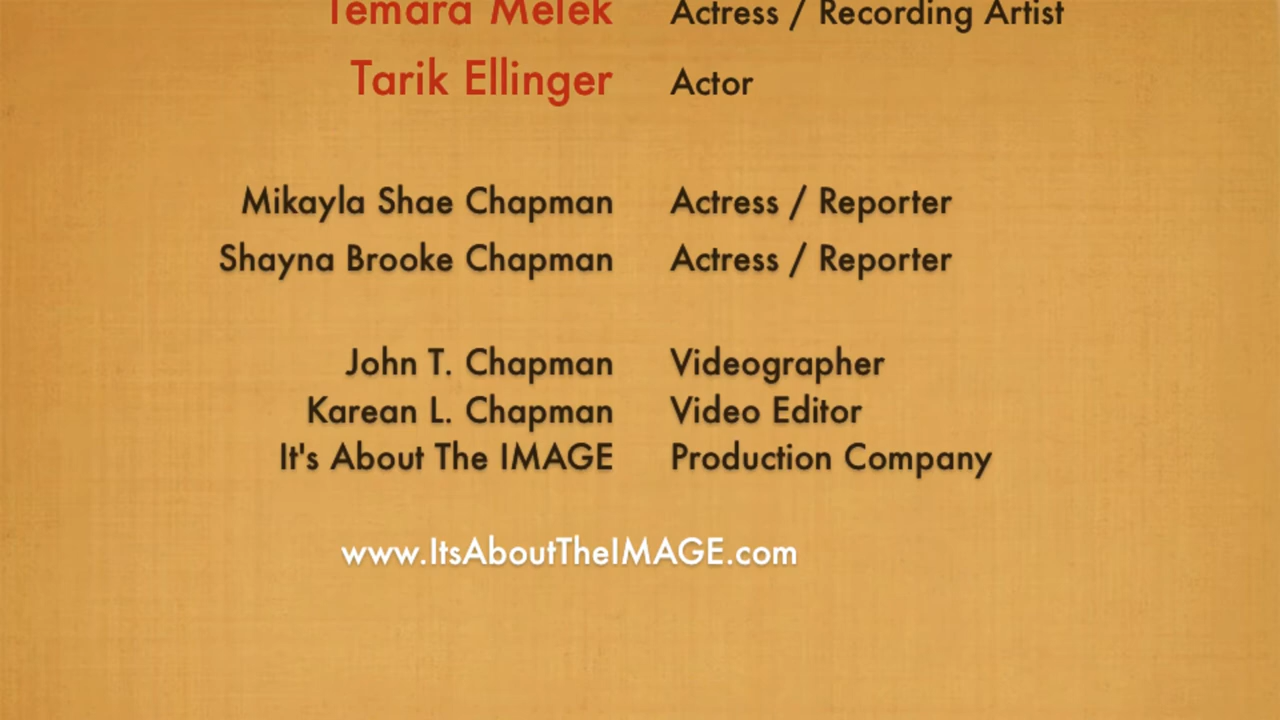 Temara Melek Actress / Recording Artist
Tarik Ellinger Actor
Mikayla Shae Chapman Actress / Reporter
Shayna Brooke Chapman Actress / Reporter
John T. Chapman Videographer
Karean L. Chapman Video Editor
It's About The IMAGE Production Company
www.ItsAboutTheIMAGE.com